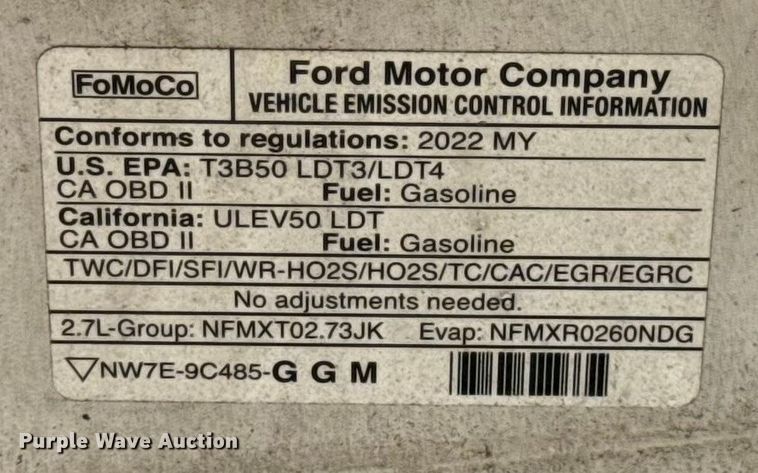 FoMoCo
Ford Motor Company
VEHICLE EMISSION CONTROL INFORMATION
Conforms to regulations: 2022 MY
U.S. EPA: T3B50 LDT3/LDT4
CA OBD II Fuel: Gasoline
California: ULEV50 LDT
CA OBD II Fuel: Gasoline
TWC/DFI/SFI/WR-HO2S/HO2S/TC/CAC/EGR/EGRC
No adjustments needed.
2.7L-Group: NFMXT02.73JK Evap: NFMXR0260NDG
NW7E-9C485-G G M
Purple Wave Auction